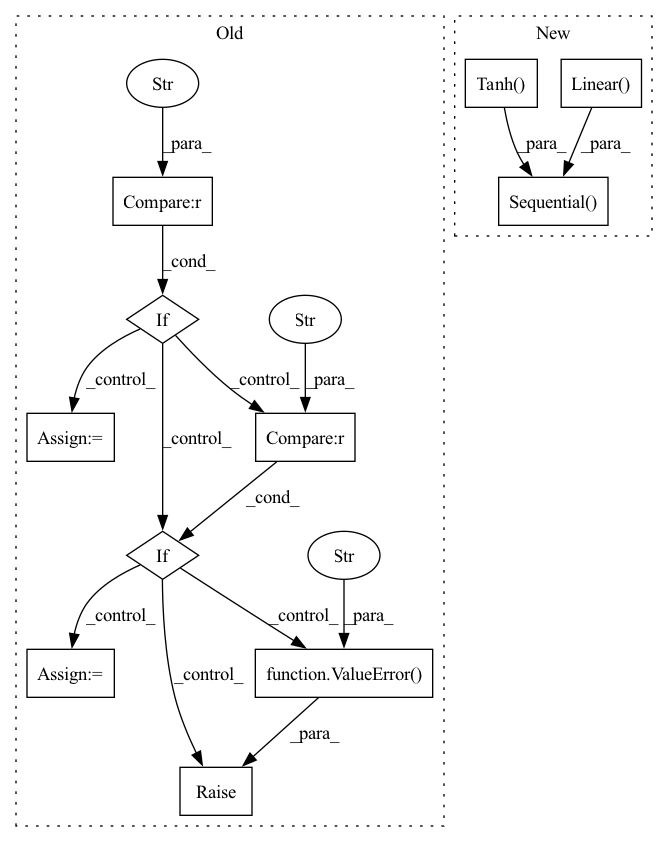 Old
New
Str
Tanh()
Linear()
_para_
_para_
_para_
Compare:r
Sequential()
_cond_
If
Str
_control_
_control_
_para_
_control_
Assign:=
Compare:r
_cond_
If
Str
_control_
_control_
_para_
_control_
Assign:=
function.ValueError()
_para_
Raise